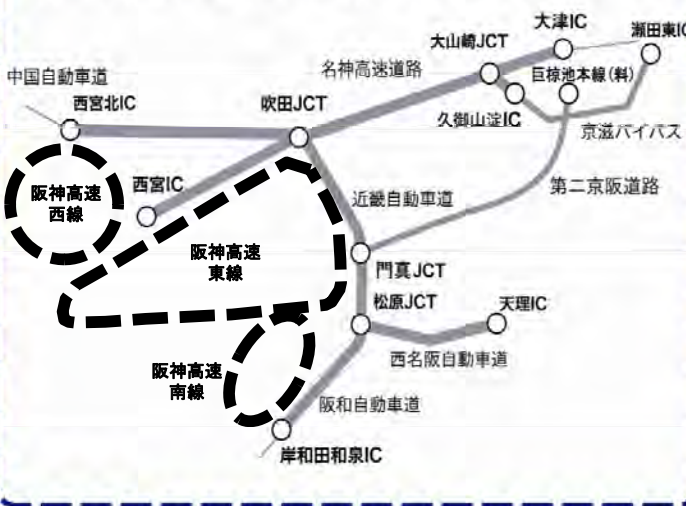 大津IC
瀬田東IC
大山崎JCT
名神高速道路
巨椋池本線(料)
中国自動車道
西宮北IC
吹田JCT
久御山淀IC
京滋バイパス
阪神高速
西線
西宮IC
近畿自動車道
第二京阪道路
阪神高速
東線
門真JCT
松原JCT
天理IC
西名阪自動車道
阪神高速
南線
阪和自動車道
岸和田和泉IC